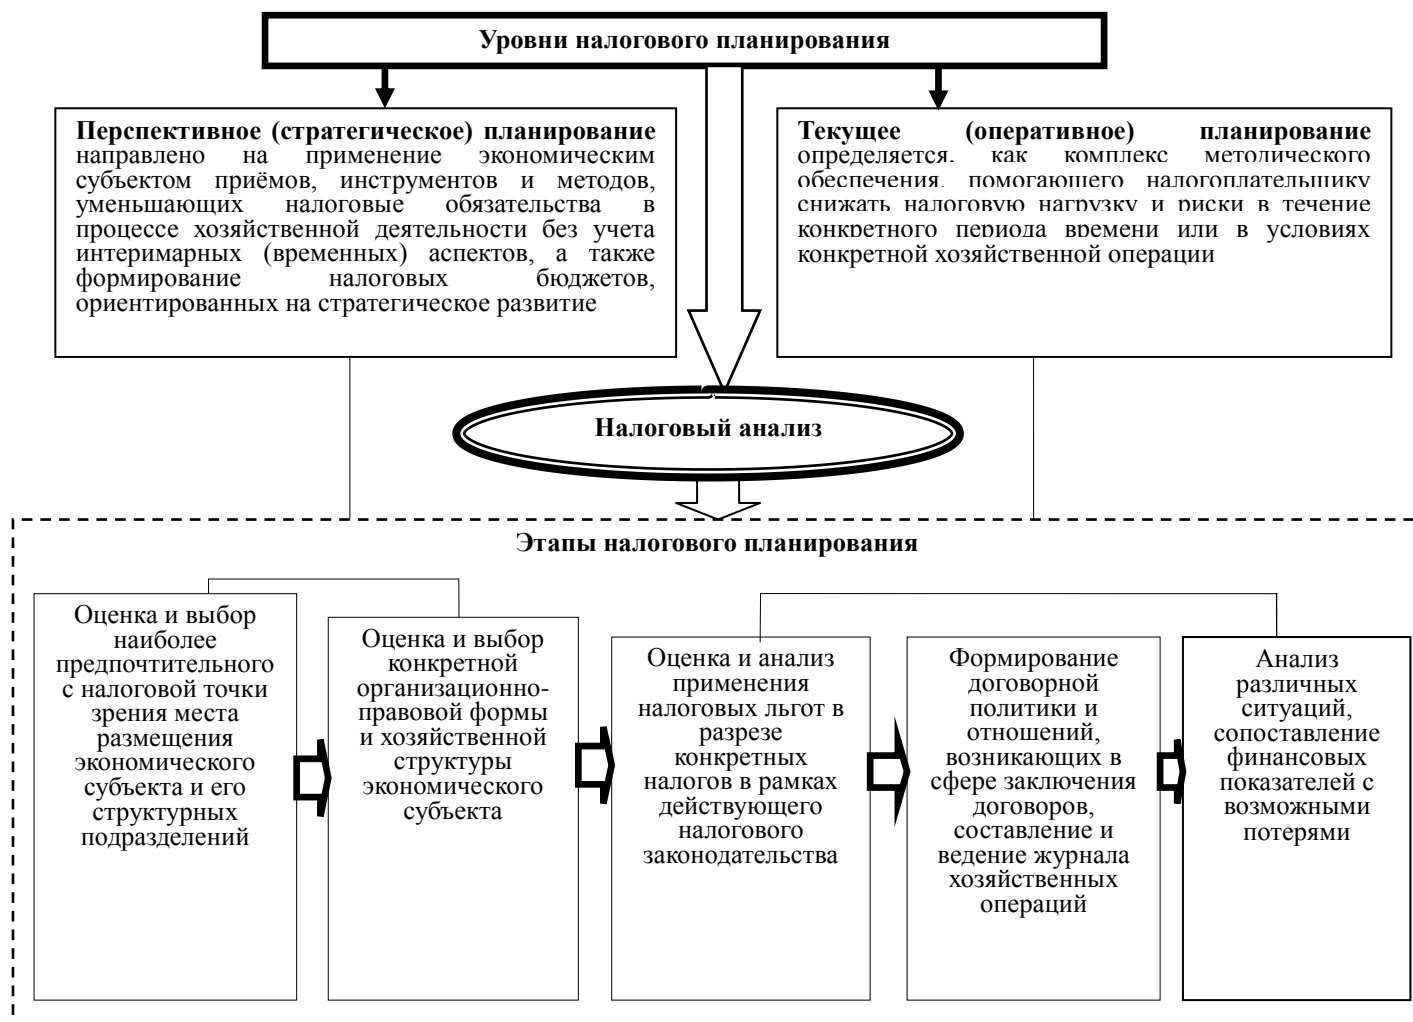 Уровни налогового планирования
Перспективное (стратегическое) планирование
направлено на применение экономическим
субъектом приёмов, инструментов и методов,
уменьшающих налоговые обязательства в
процессе хозяйственной деятельности без учета
интеримарных (временных) аспектов, а также
формирование налоговых бюджетов,
ориентированных на стратегическое развитие
Текущее (оперативное) планирование
определяется, как комплекс методического
обеспечения, помогающего налогоплательщику
снижать налоговую нагрузку и риски в течение
конкретного периода времени или в условиях
конкретной хозяйственной операции
Налоговый анализ
Этапы налогового планирования
Оценка и выбор
наиболее
предпочтительного
с налоговой точки
зрения места
размещения
экономического
субъекта и его
структурных
подразделений
Оценка и выбор
конкретной
организационно-
правовой формы
и хозяйственной
структуры
экономического
субъекта
Оценка и анализ
применения
налоговых льгот в
разрезе
конкретных
налогов в рамках
действующего
налогового
законодательства
Формирование
договорной
политики и
отношений,
возникающих в
сфере заключения
договоров,
составление и
ведение журнала
хозяйственных
операций
Анализ
различных
ситуаций,
сопоставление
финансовых
показателей с
возможными
потерями